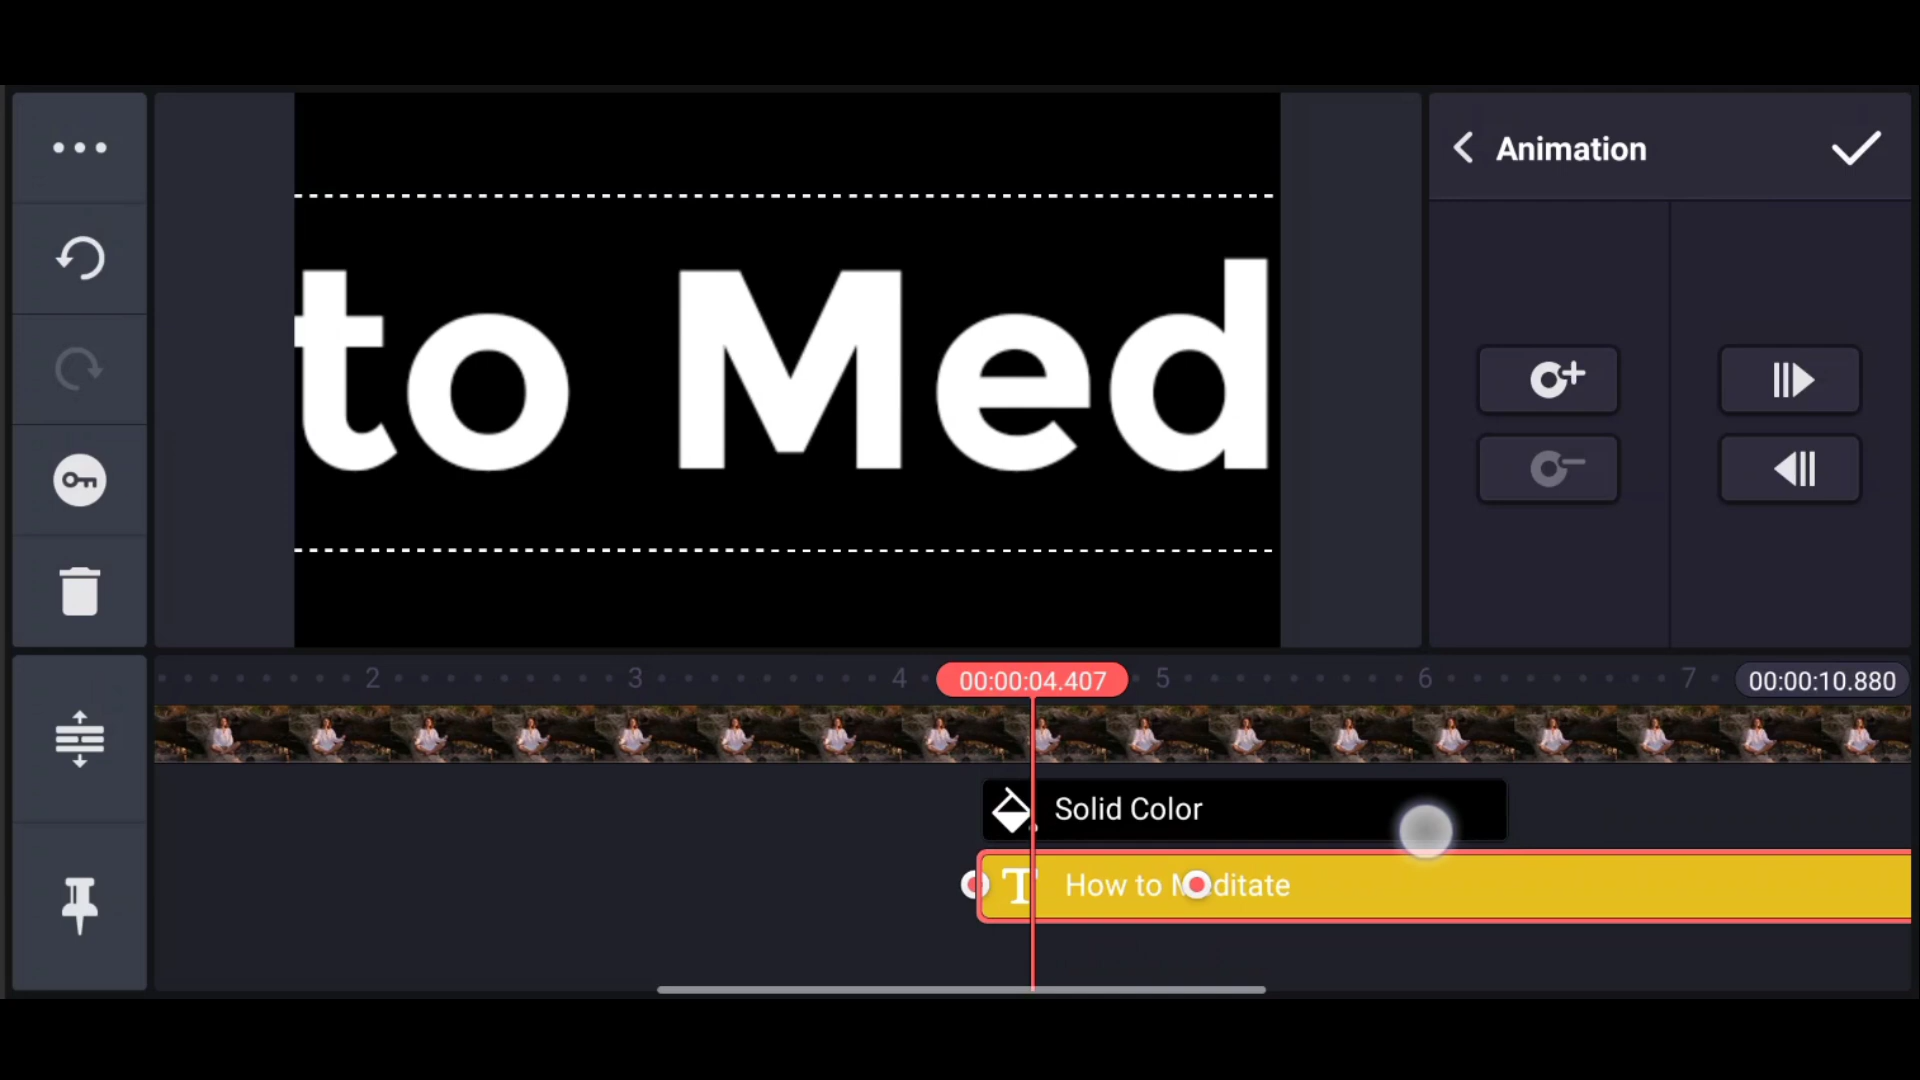 Animation
to Med
2
3
4
00:00:04.407
5
6
7
00:00:10.880
Solid Color
T
How to M ditate